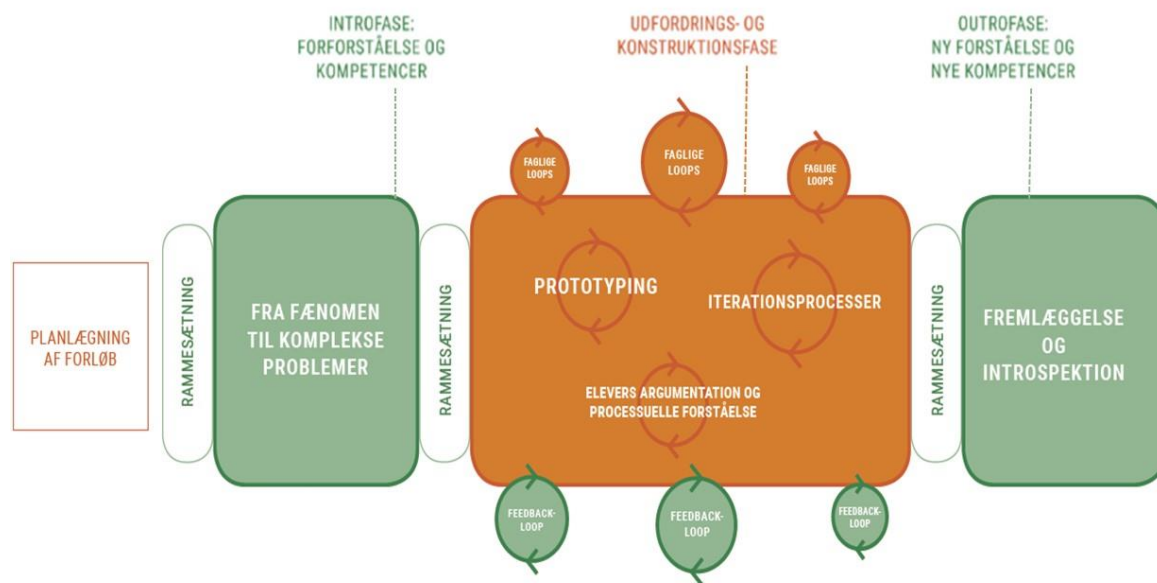 INTROFASE:
FORFORSTÅELSE OG
KOMPETENCER
UDFORDRINGS- OG
KONSTRUKTIONSFASE
OUTROFASE:
NY FORSTÅELSE OG
NYE KOMPETENCER
FAGLIGE
LOOPS
FAGLIGE
LOOPS
FAGLIGE
LOOPS
PLANLÆGNING
AF FORLØB
RAMMESÆTNING
FRA FÆNOMEN
TIL KOMPLEKSE
PROBLEMER
RAMMESÆTNING
PROTOTYPING
ITERATIONSPROCESSER
ELEVERS ARGUMENTATION OG
PROCESSUELLE FORSTÅELSE
RAMMESÆTNING
FREMLÆGGELSE
OG
INTROSPEKTION
FEEDBACK-
LOOP
FEEDBACK-
LOOP
FEEDBACK-
LOOP